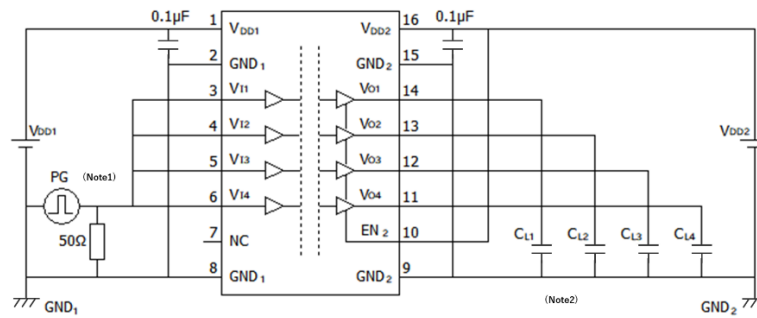 0.1μF 1 VDD1 VDD2 16 0.1μF
2 GND1 GND2 15
3 VI1 VO1 14
4 VI2 VO2 13
VDD1 VDD2
5 VI3 VO3 12
PG (Note1)
6 VI4 VO4 11
50Ω 7 NC EN2 10 CL1 CL2 CL3 CL4
8 GND1 GND2 9
GND1 (Note2) GND2